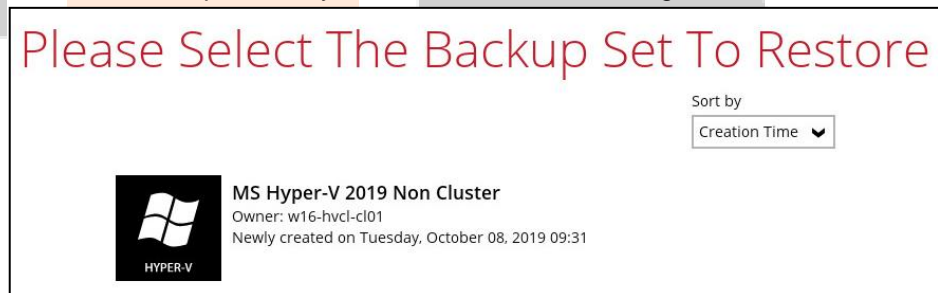 Please Select The Backup Set To Restore
Sort by
Creation Time
MS Hyper-V 2019 Non Cluster
Owner: w16-hvcl-cl01
Newly created on Tuesday, October 08, 2019 09:31
HYPER-V